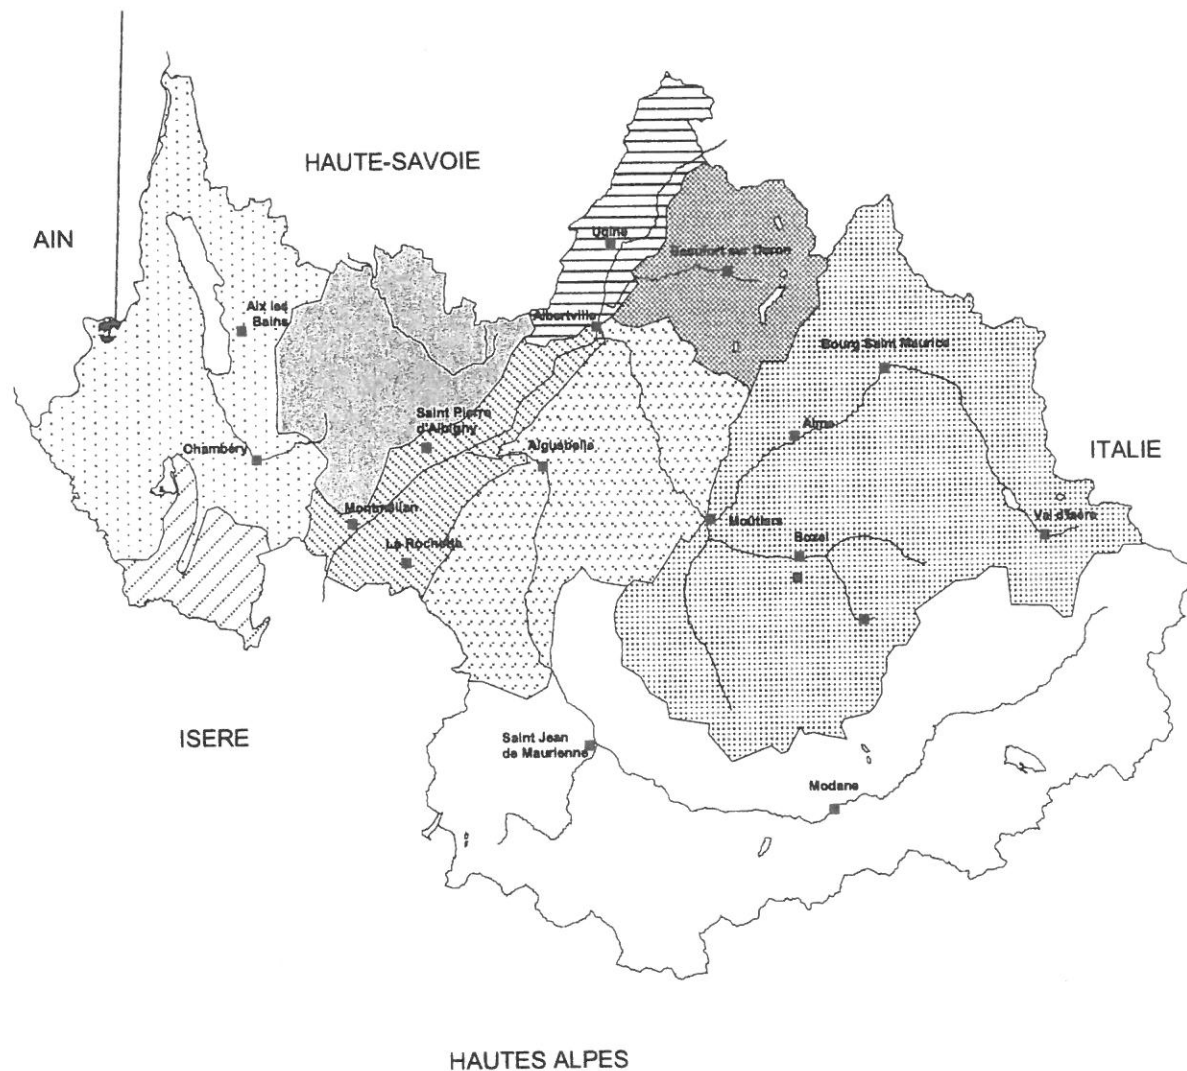 HAUTE-SAVOIE
AIN
Ugine
Beaufort sur Doron
Aix les
Bains
Albertville
Bourg Saint Maurice
Saint Pierre
d'Albigny
Aime
Chambéry
Aiguebelle
ITALIE
Montmélian
Moûtiers
Val d'Isère
La Rochette
Bozel
ISERE
Saint Jean
de Maurienne
Modane
HAUTES ALPES